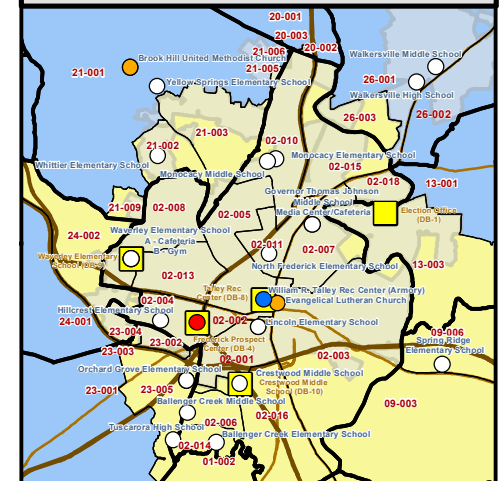 20-001
20-003
20-002
21-006
Walkersville Middle School
Brook Hill United Methodist Church
21-005
21-001
26-001
Yellow Springs Elementary School
Walkersville High School
26-002
26-003
21-003
02-010
21-002
Monocacy Elementary School
Whittier Elementary School
02-015
Monocacy Middle School
02-018
13-001
Governor Thomas Johnson
Middle School
Media Center/Cafeteria
21-009
02-008
02-005
Election Office
(DB-1)
Waverley Elementary School
A - Cafeteria
B - Gym
24-002
02-011
02-007
Waverley Elementary
North Frederick Elementary School
13-003
02-013
Talley Rec
Center (DB-8)
William R. Talley Rec Center (Armory)
Evangelical Lutheran Church
02-004
Hillcrest Elementary School
24-001
02-002
Lincoln Elementary School
23-004
23-002
Frederick Prospect
Center (DB-4)
09-006
Spring Ridge
Elementary School
23-003
02-001
02-003
Orchard Grove Elementary School
Crestwood Middle School
Crestwood Middle
School (DB-10)
23-001
23-005
Ballenger Creek Middle School
09-003
02-016
02-006
Tuscarora High School
Ballenger Creek Elementary School
02-014
01-002